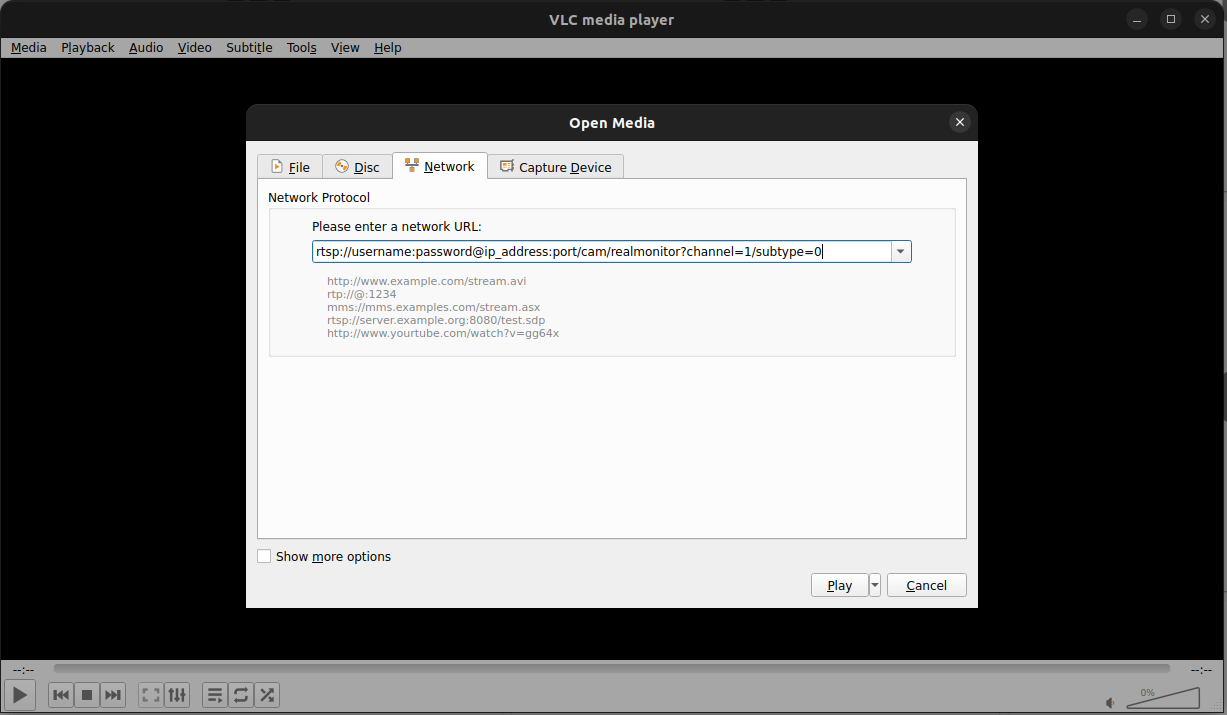 VLC media player
Media Playback Audio Video Subtitle Tools View Help
Open Media
File Disc Network Capture Device
Network Protocol
Please enter a network URL:
rtsp://username:password@ip_address:port/cam/realmonitor?channel=1/subtype=0
http://www.example.com/stream.avi
rtp://@:1234
mms://mms.examples.com/stream.asx
rtsp://server.example.org:8080/test.sdp
http://www.yourtube.com/watch?v=gg64x
Show more options
Play Cancel
--:-- --:--
0%